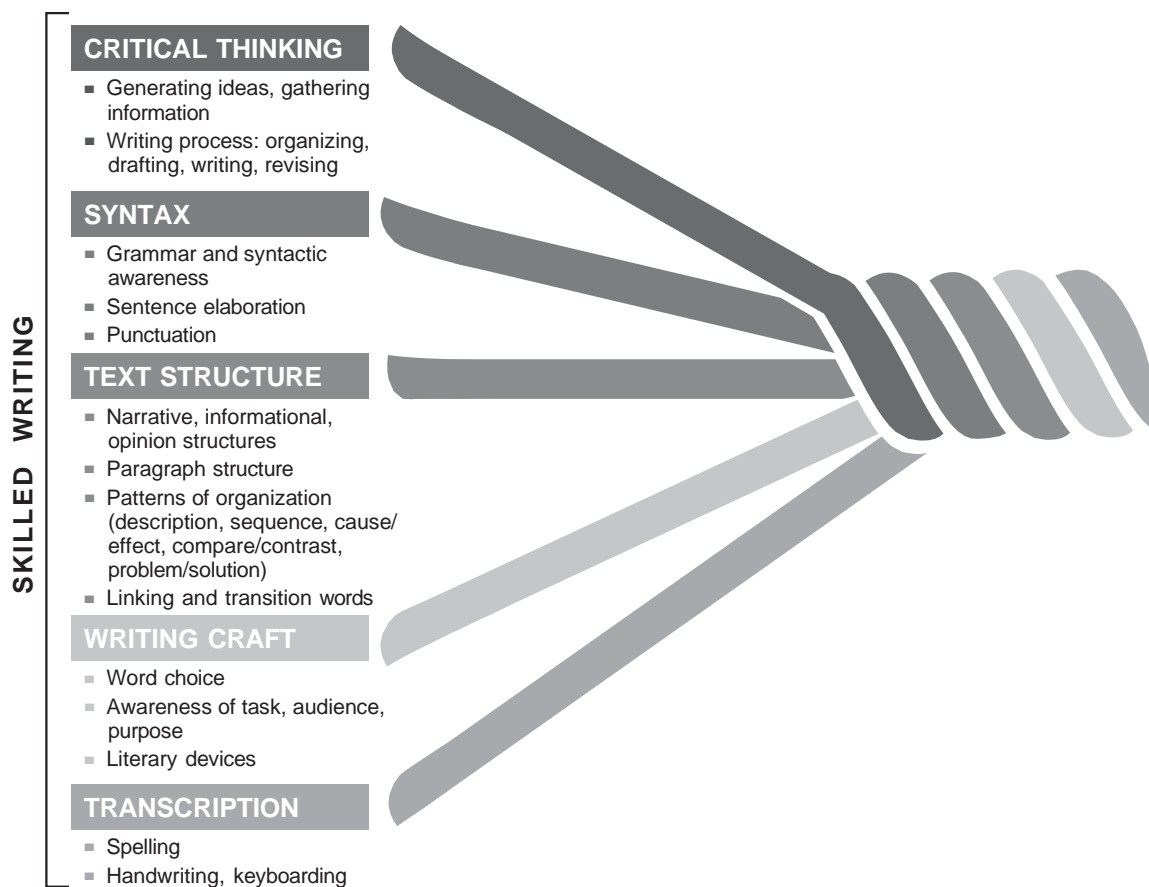 SKILLED WRITING
CRITICAL THINKING
Generating ideas, gathering
information
Writing process: organizing,
drafting, writing, revising
SYNTAX
Grammar and syntactic
awareness
Sentence elaboration
Punctuation
TEXT STRUCTURE
Narrative, informational,
opinion structures
Paragraph structure
Patterns of organization
(description, sequence, cause/
effect, compare/contrast,
problem/solution)
Linking and transition words
WRITING CRAFT
Word choice
Awareness of task, audience,
purpose
Literary devices
TRANSCRIPTION
Spelling
Handwriting, keyboarding